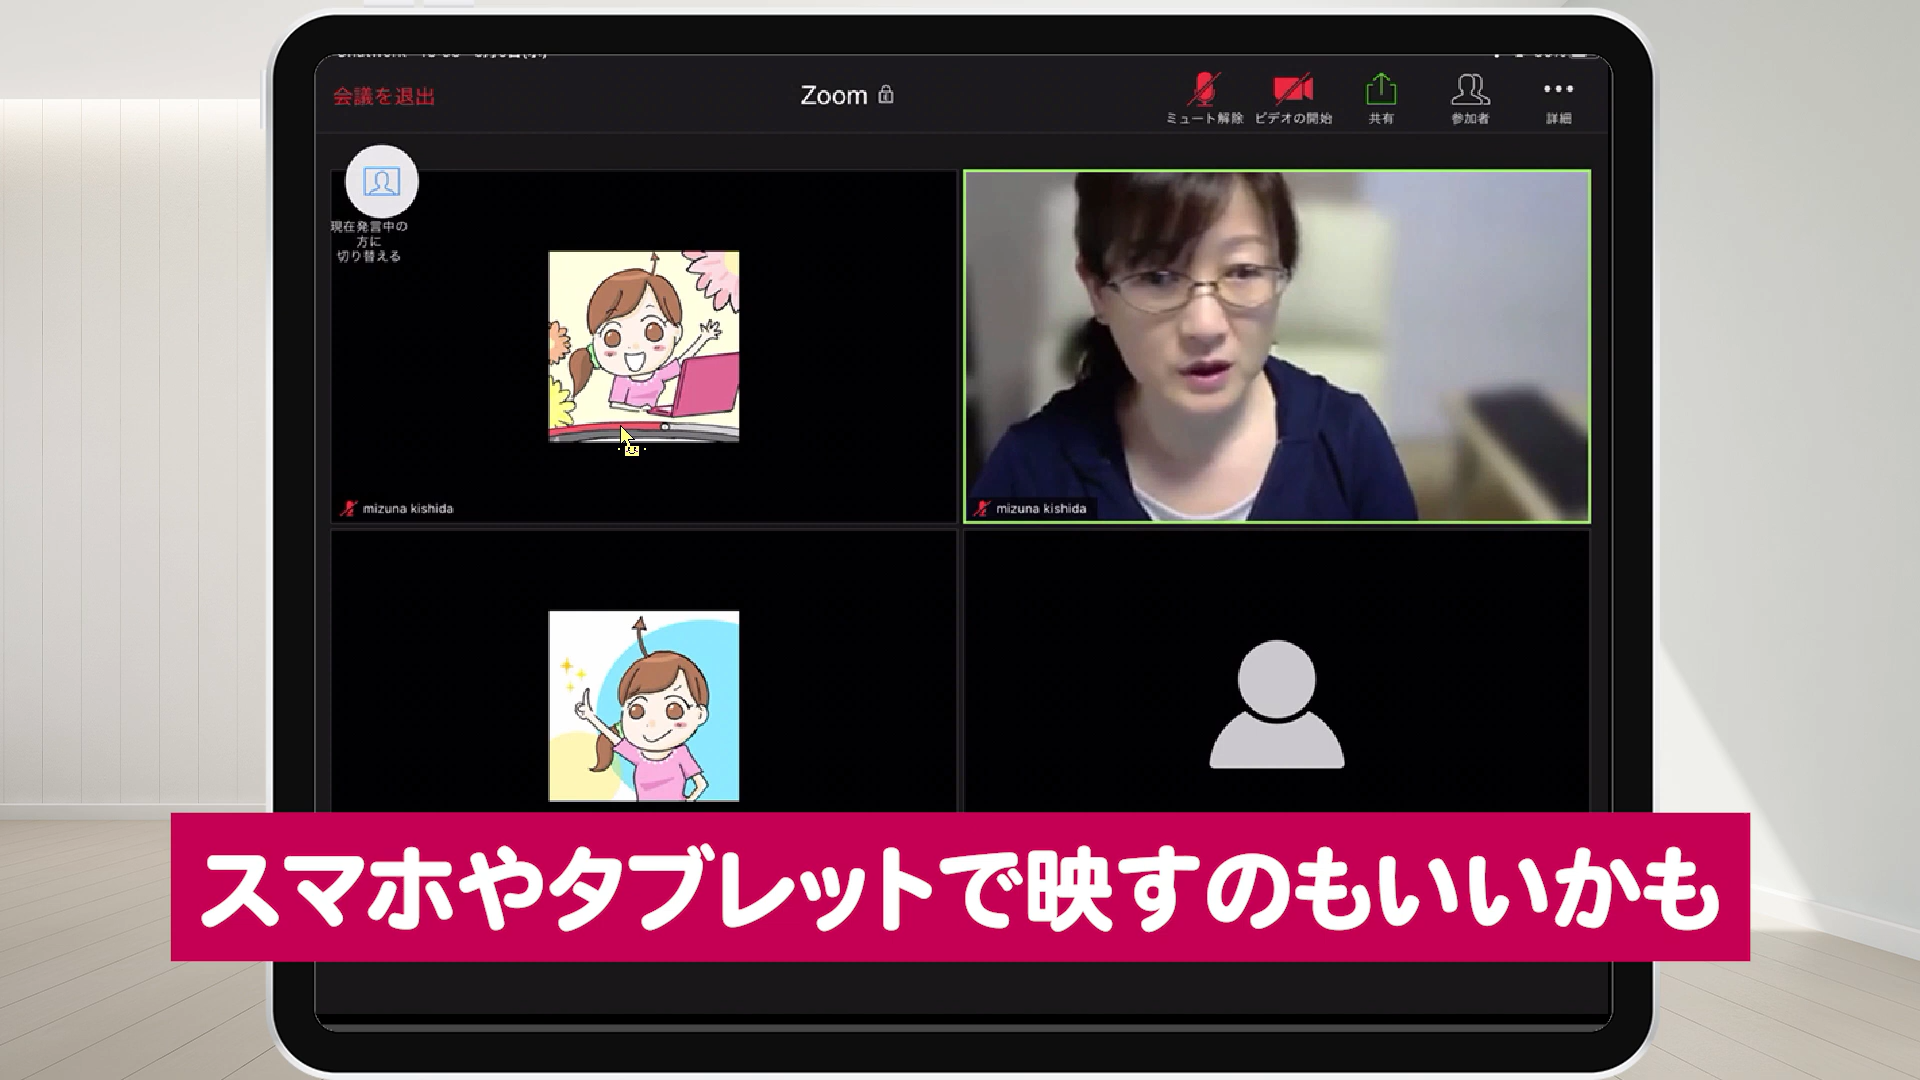 会議を退出
Zoom
ミュート解除
ビデオの開始
共有
参加者
詳細
現在発言中の
方に
切り替える
mizuna kishida
mizuna kishida
スマホやタブレットで映すのもいいかも